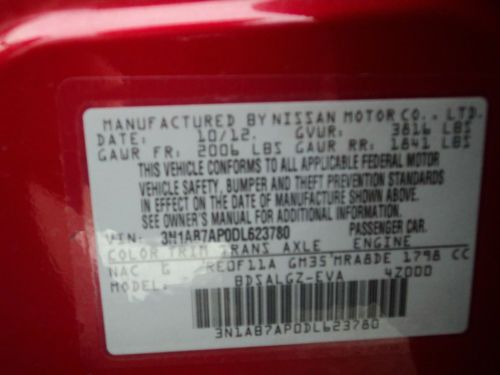 MANUFACTURED BY NISSAN MOTOR CO., LTD.
DATE: 10/12. GVWR: 3816 LBS
GAWR FR: 2006 LBS GAWR RR: 1841 LBS
THIS VEHICLE CONFORMS TO ALL APPLICABLE FEDERAL MOTOR
VEHICLE SAFETY, BUMPER AND THEFT PREVENTION STANDARDS
IN EFFECT ON THE DATE OF MANUFACTURE SHOWN ABOVE.
SEE OWNER'S MANUAL FOR ADDITIONAL INFORMATION.
VIN: 3N1AB7AP0DL623780 PASSENGER CAR.
COLOR TRIM TRANS AXLE ENGINE
NAC G RE0F11A GM35 MRA8DE 1798 CC
MODEL: BDSALGZ-EVA 4Z000
3N1AB7AP0DL623780